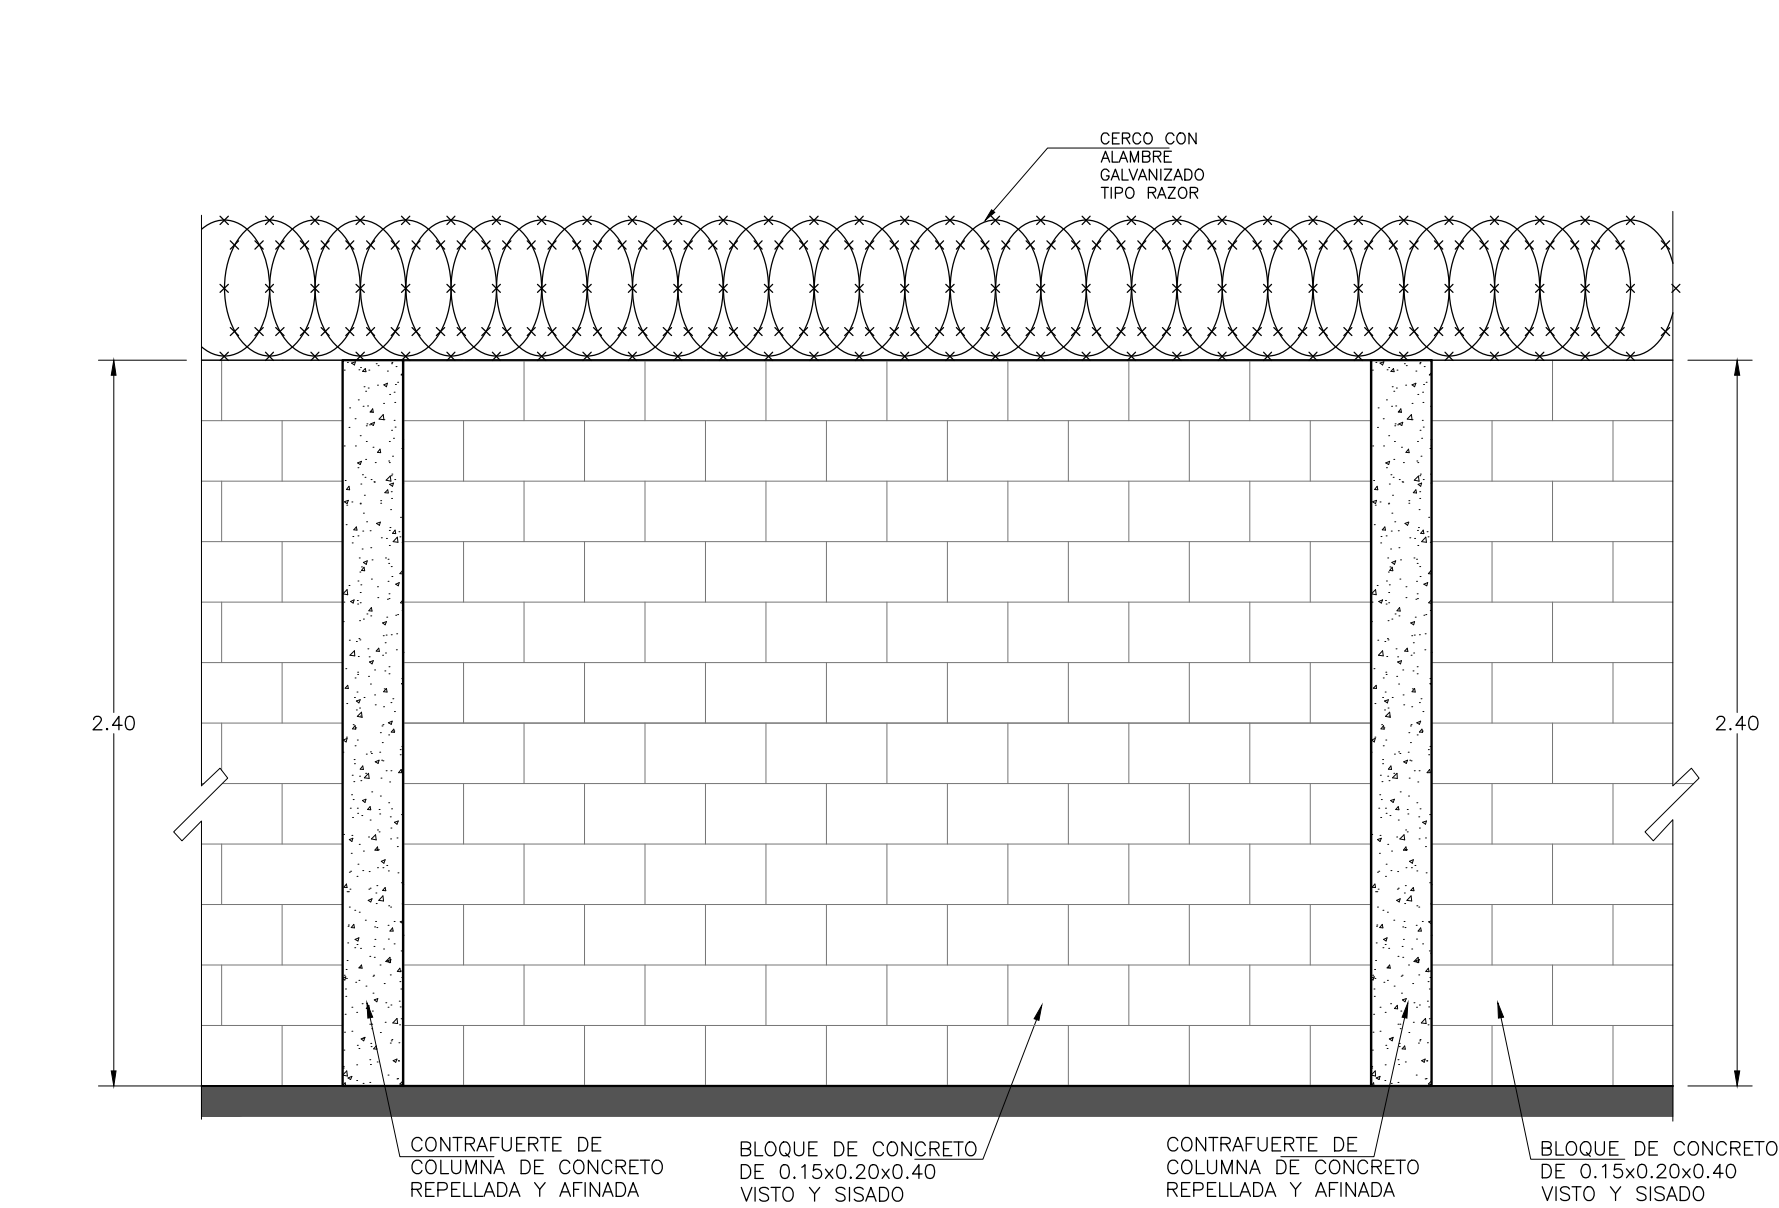 CERCO CON
ALAMBRE
GALVANIZADO
TIPO RAZOR
2.40
2.40
CONTRAFUERTE DE
COLUMNA DE CONCRETO
REPELLADA Y AFINADA
BLOQUE DE CONCRETO
DE 0.15x0.20x0.40
VISTO Y SISADO
CONTRAFUERTE DE
COLUMNA DE CONCRETO
REPELLADA Y AFINADA
BLOQUE DE CONCRETO
DE 0.15x0.20x0.40
VISTO Y SISADO